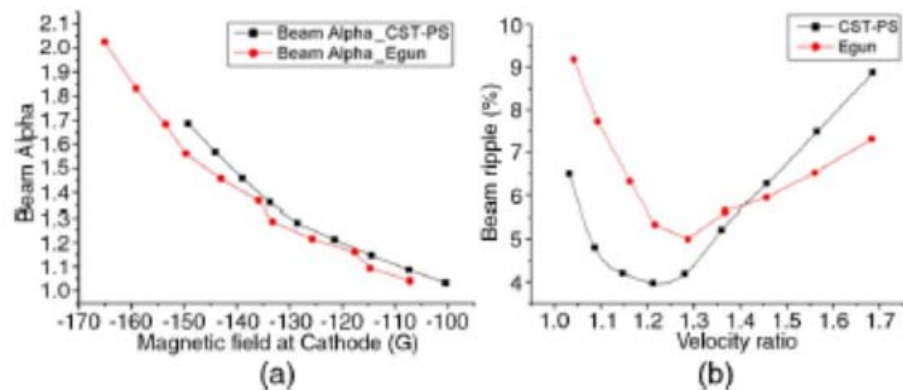 2.1
2.0
1.9
1.8
1.7
1.6
1.5
1.4
1.3
1.2
1.1
1.0
Beam Alpha
Beam Alpha_CST-PS
Beam Alpha_Egun
-170 -160 -150 -140 -130 -120 -110 -100
Magnetic field at Cathode (G)
(a)
10
9
8
7
6
5
4
Beam ripple (%)
CST-PS
Egun
1.0 1.1 1.2 1.3 1.4 1.5 1.6 1.7
Velocity ratio
(b)